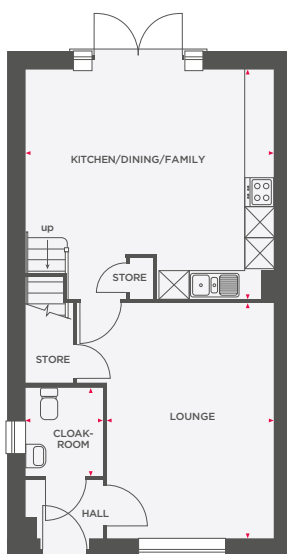 KITCHEN/DINING/FAMILY
up
STORE
STORE
LOUNGE
CLOAK-
ROOM
HALL